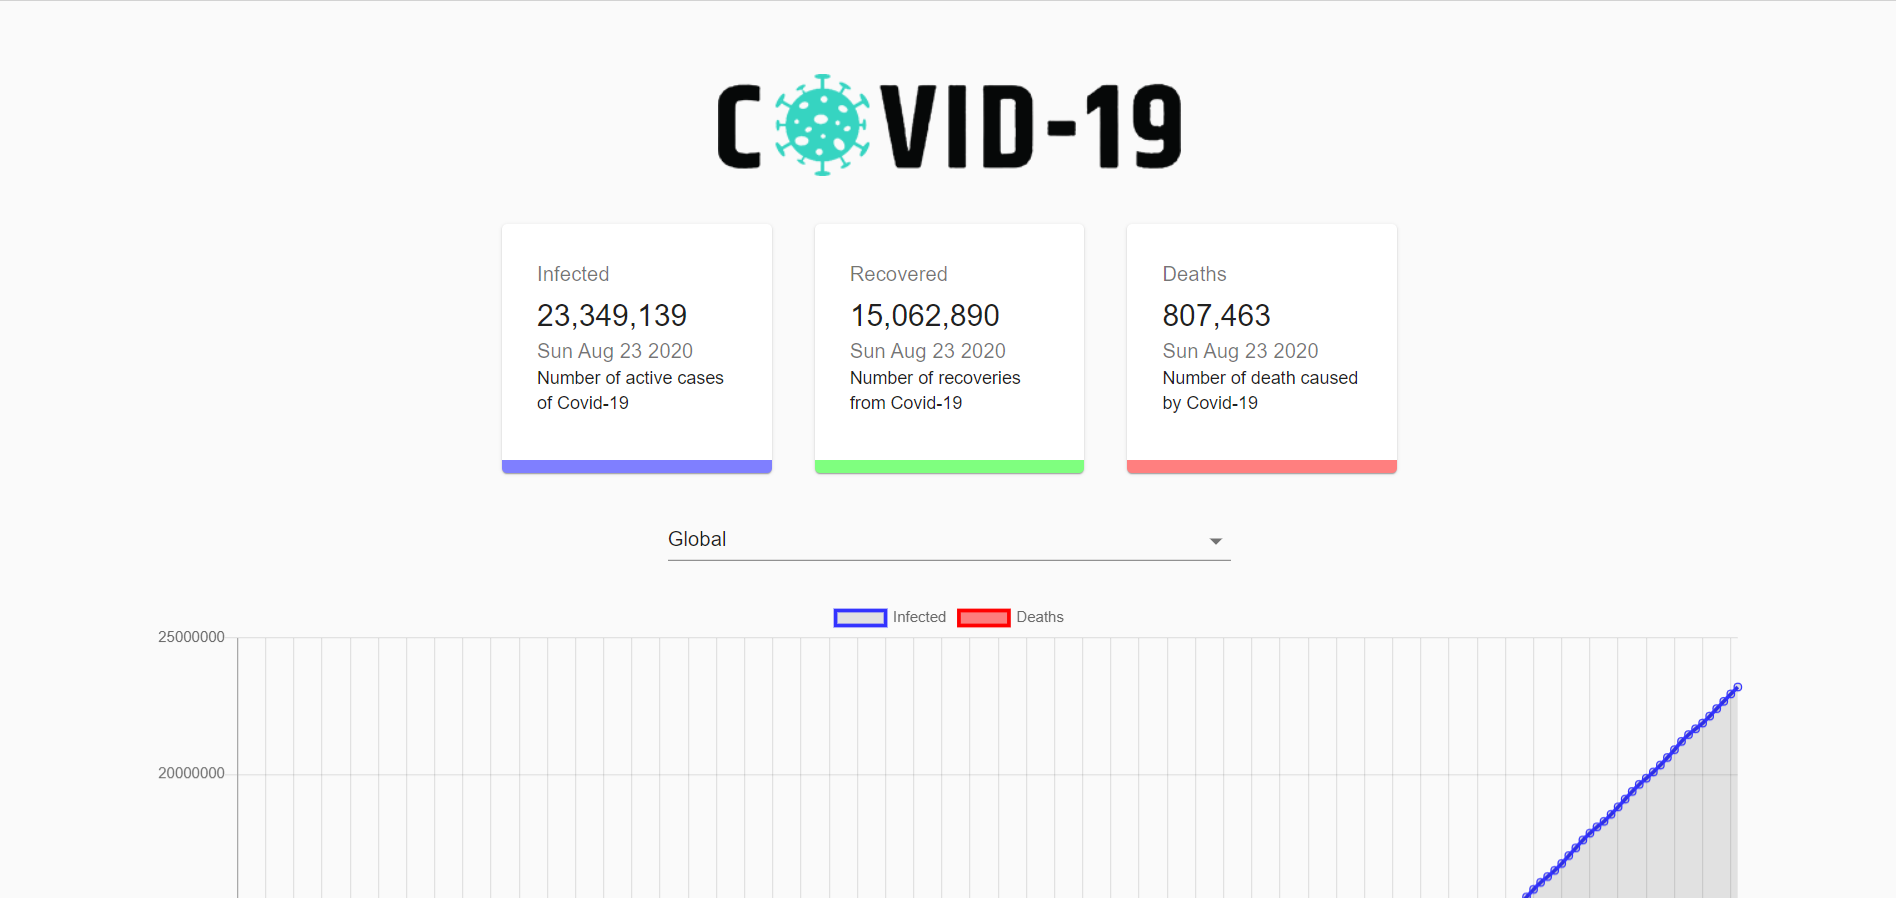 COVID-19
Infected
23,349,139
Sun Aug 23 2020
Number of active cases
of Covid-19
Recovered
15,062,890
Sun Aug 23 2020
Number of recoveries
from Covid-19
Deaths
807,463
Sun Aug 23 2020
Number of death caused
by Covid-19
Global
Infected Deaths
25000000
20000000